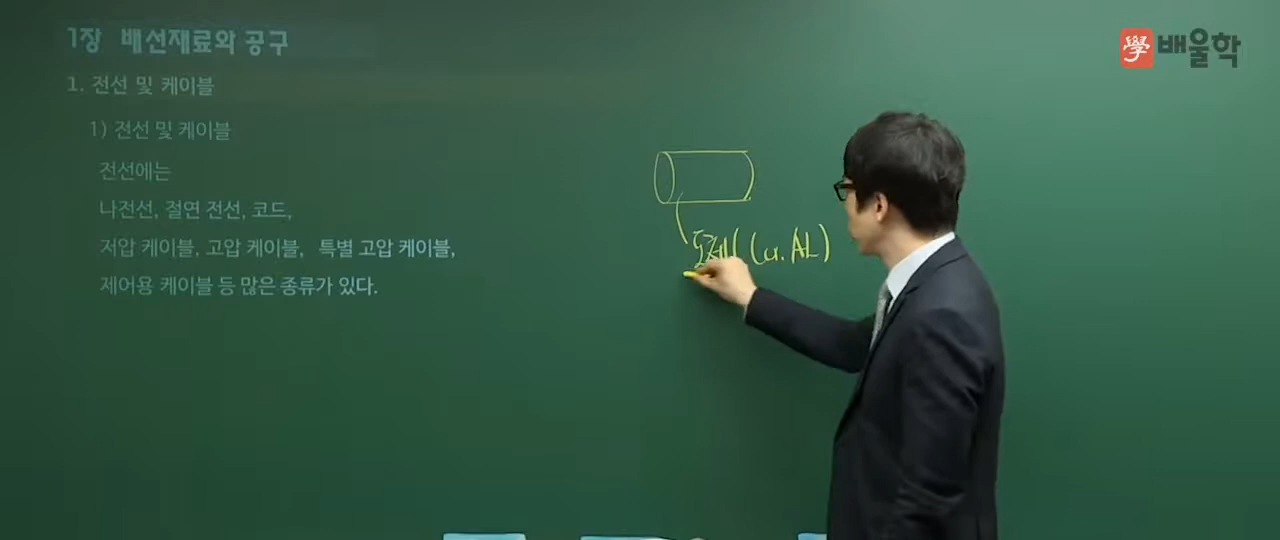 1장 배선재료와 공구
1. 전선 및 케이블
1) 전선 및 케이블
전선에는
나전선, 절연 전선, 코드,
저압 케이블, 고압 케이블, 특별 고압 케이블,
제어용 케이블 등 많은 종류가 있다.
도체 (Cu. AL)
學 배울학